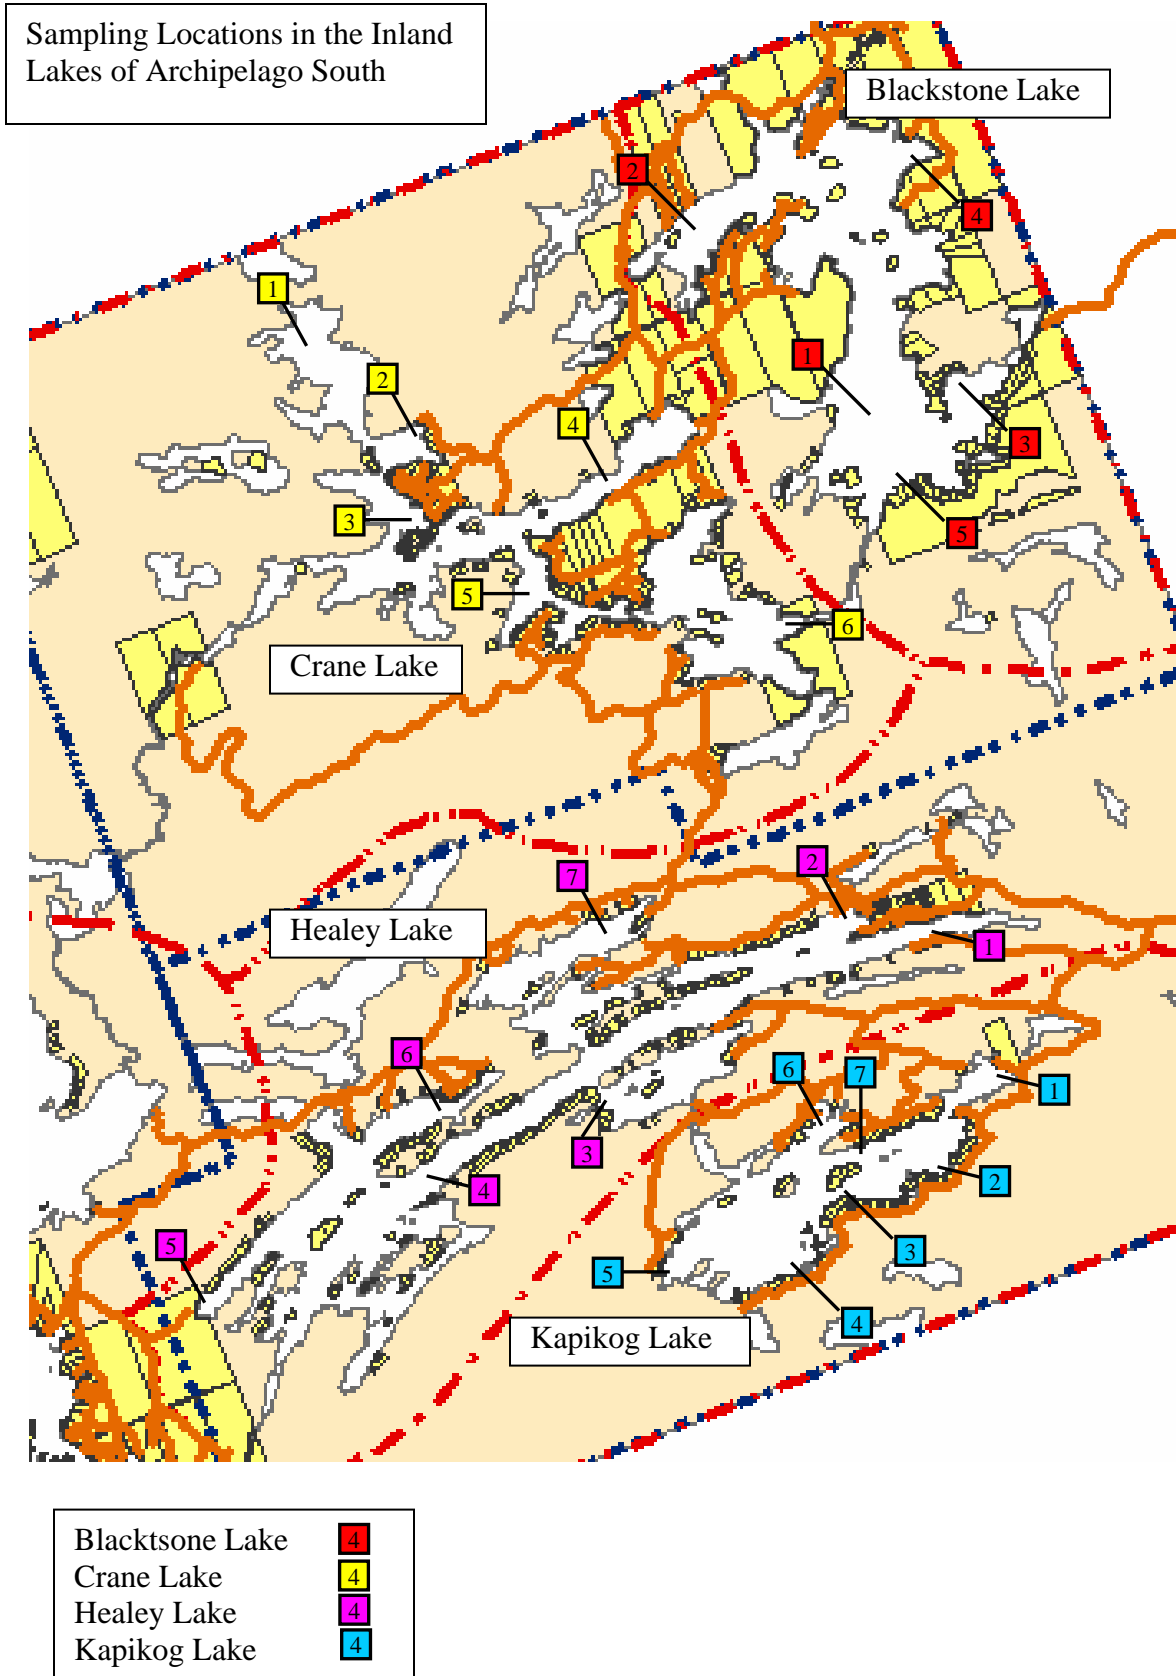 Sampling Locations in the Inland
Lakes of Archipelago South
Blackstone Lake
2
4
1
1
2
4
3
3
5
5
6
Crane Lake
2
7
Healey Lake
1
6
7
6
1
3
2
4
5
3
5
4
Kapikog Lake
Blacktsone Lake 4
Crane Lake 4
Healey Lake 4
Kapikog Lake 4